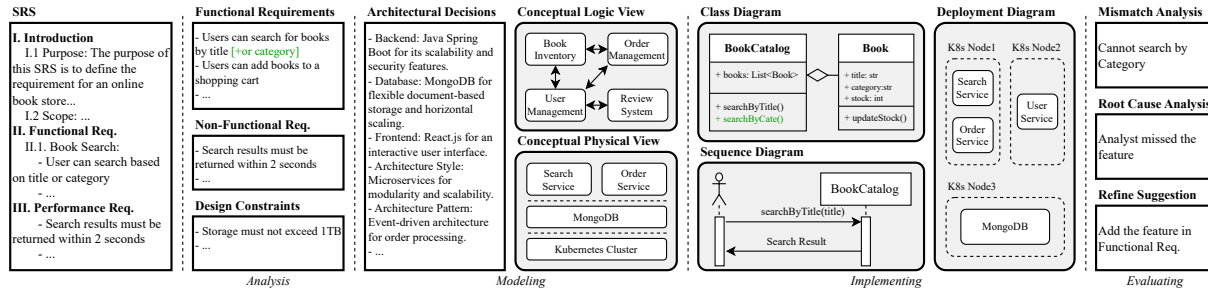 SRS
I. Introduction
I.1 Purpose: The purpose of
this SRS is to define the
requirement for an online
book store...
I.2 Scope: ...
II. Functional Req.
II.1. Book Search:
- User can search based
on title or category
- ...
III. Performance Req.
- Search results must be
returned within 2 seconds
- ...
Functional Requirements
- Users can search for books
by title [+or category]
- Users can add books to a
shopping cart
- ...
Non-Functional Req.
- Search results must be
returned within 2 seconds
- ...
Design Constraints
- Storage must not exceed 1TB
- ...
Analysis
Architectural Decisions
- Backend: Java Spring
Boot for its scalability and
security features.
- Database: MongoDB for
flexible document-based
storage and horizontal
scaling.
- Frontend: React.js for an
interactive user interface.
- Architecture Style:
Microservices for
modularity and scalability.
- Architecture Pattern:
Event-driven architecture
for order processing.
- ...
Conceptual Logic View
Book
Inventory
Order
Management
User
Management
Review
System
Conceptual Physical View
Search
Service
Order
Service
MongoDB
Kubernetes Cluster
Modeling
Class Diagram
BookCatalog
+ books: List<Book>
+ searchByTitle()
+ searchByCate()
Book
+ title: str
+ category:str
+ stock: int
+ updateStock()
Sequence Diagram
BookCatalog
searchByTitle(title)
Search Result
Deployment Diagram
K8s Node1
Search
Service
Order
Service
K8s Node2
User
Service
K8s Node3
MongoDB
Implementing
Mismatch Analysis
Cannot search by
Category
Root Cause Analysis
Analyst missed the
feature
Refine Suggestion
Add the feature in
Functional Req.
Evaluating